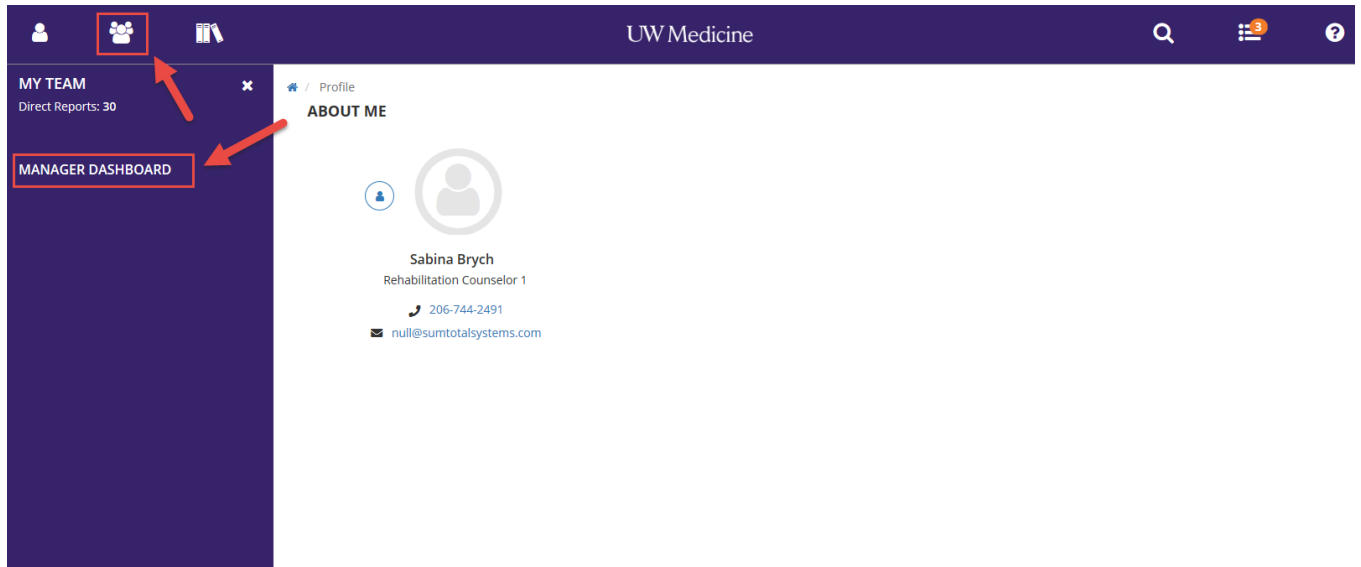 UW Medicine
3
MY TEAM
Direct Reports: 30
MANAGER DASHBOARD
/ Profile
ABOUT ME
Sabina Brych
Rehabilitation Counselor 1
206-744-2491
null@sumtotalsystems.com